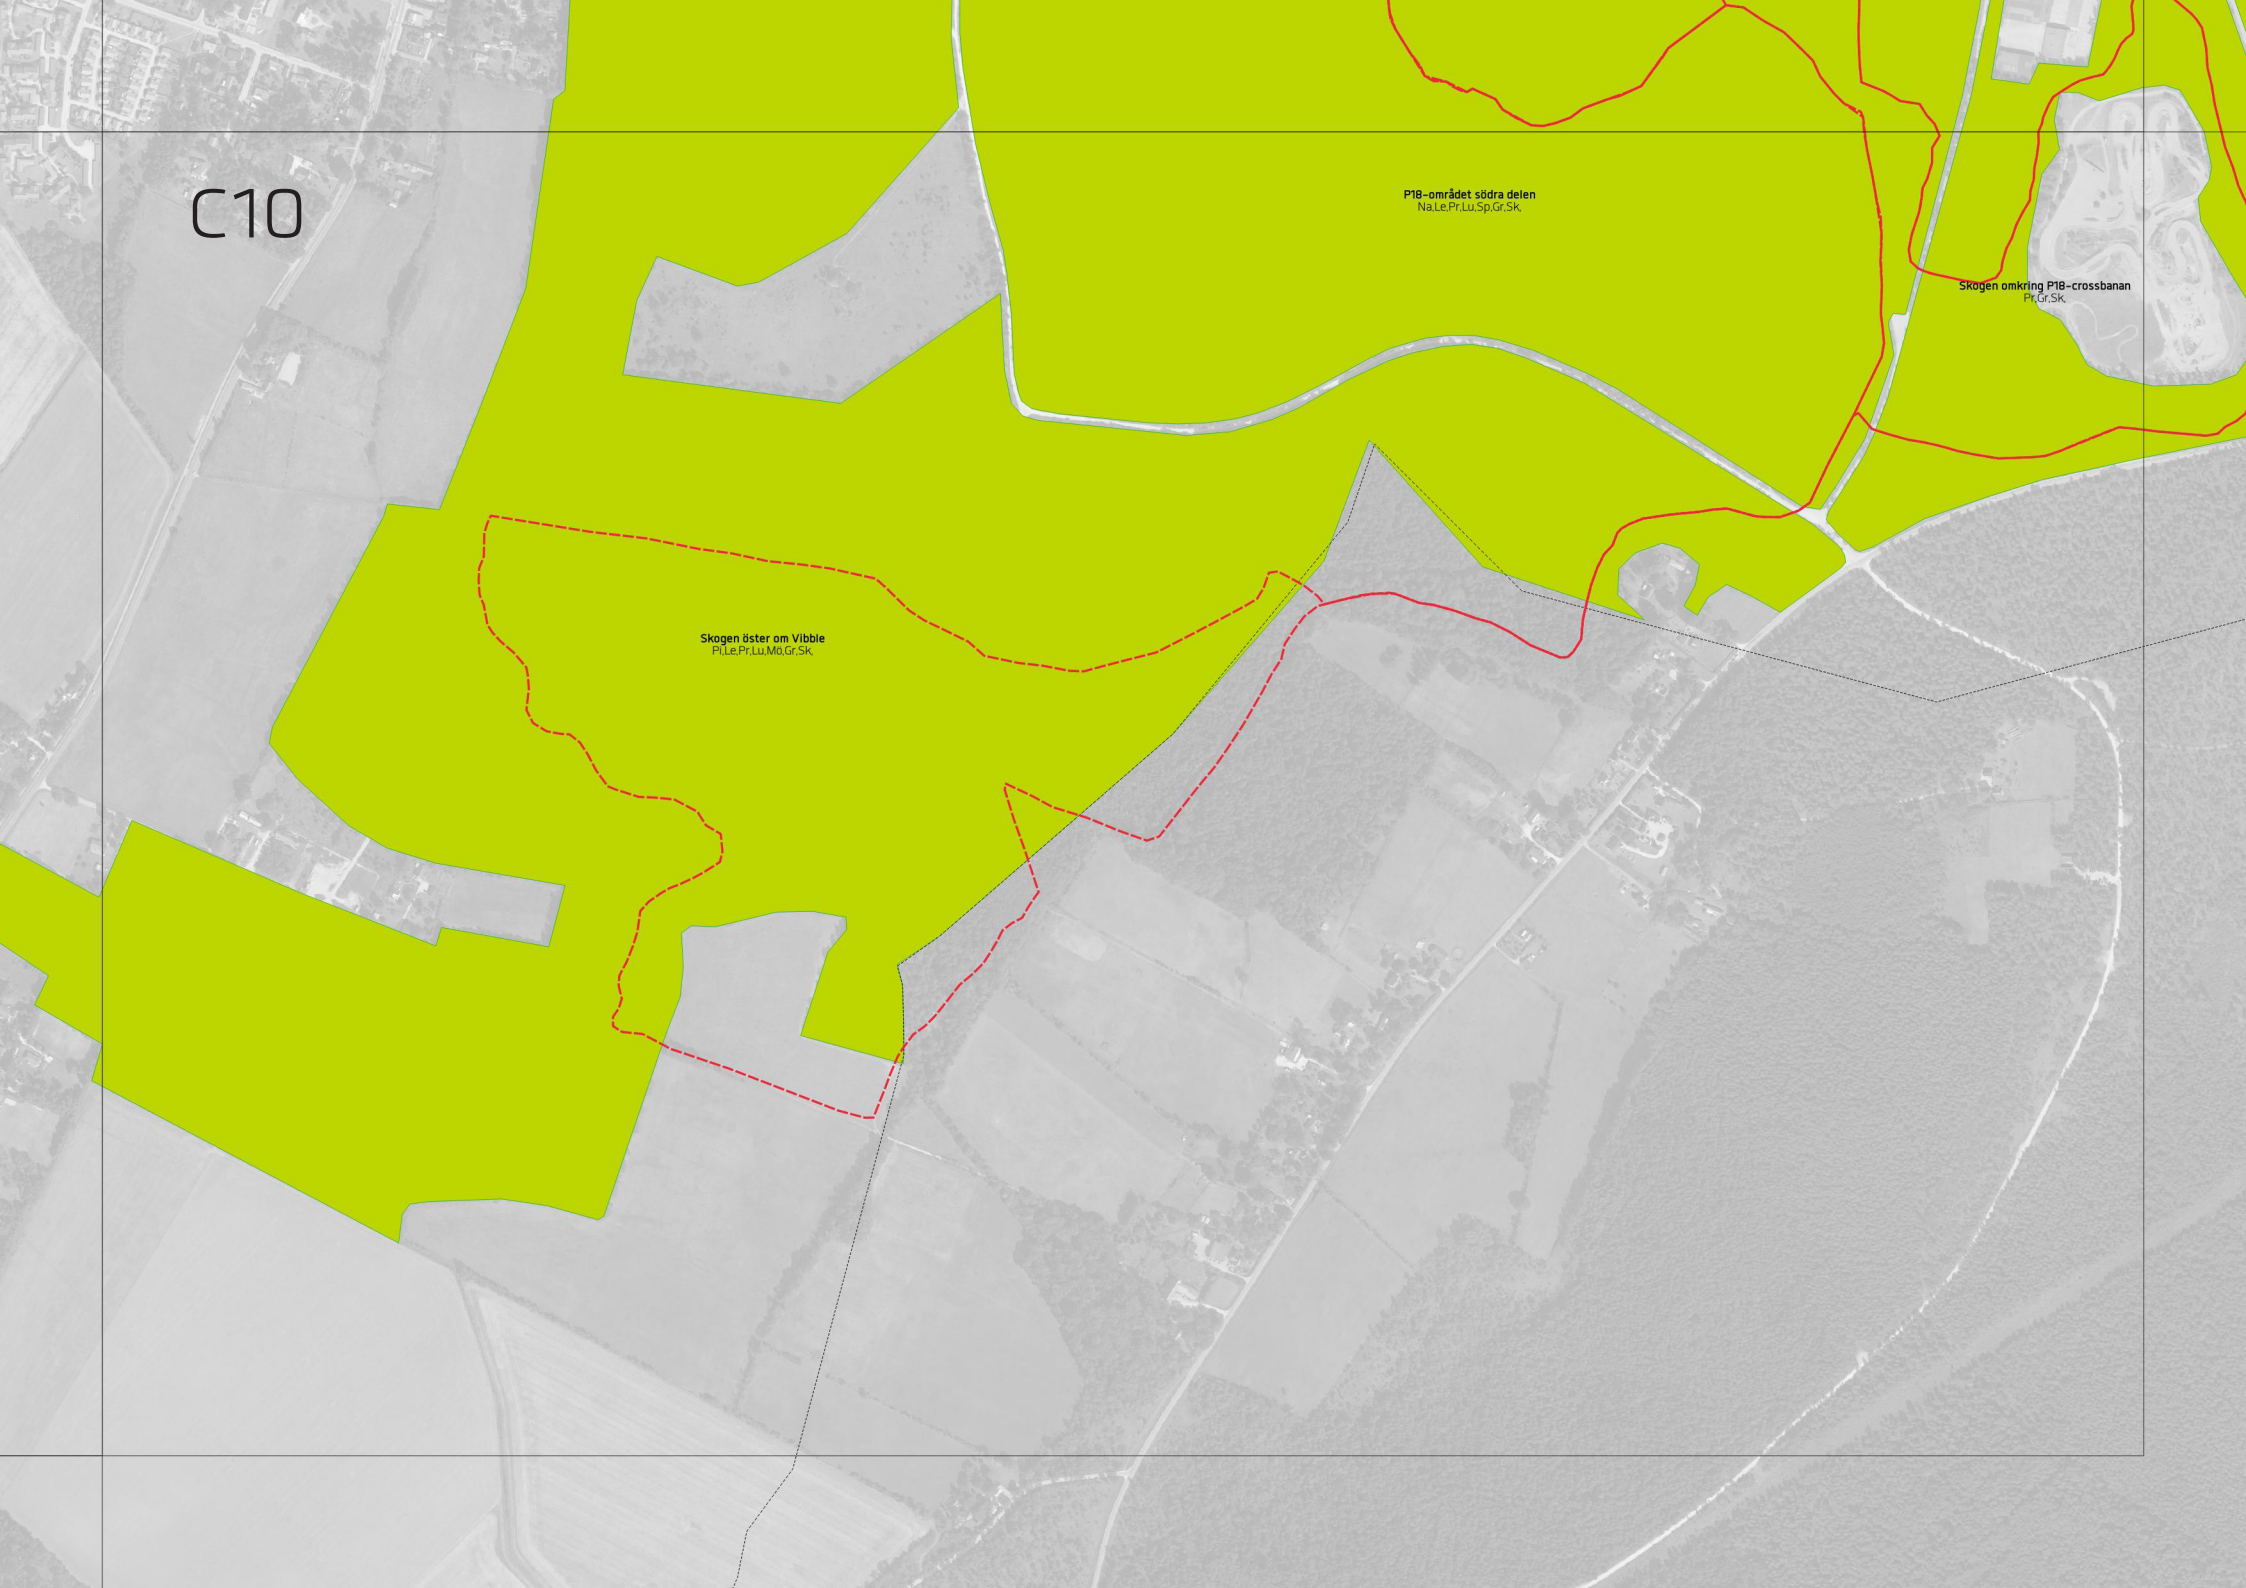 C10
P18-området södra delen
Na,Le,Pr,Lu,Sp,Gr,Sk,
Skogen omkring P18-crossbanan
Pr,Gr,Sk,
Skogen öster om Vibble
Pi,Le,Pr,Lu,Mö,Gr,Sk,